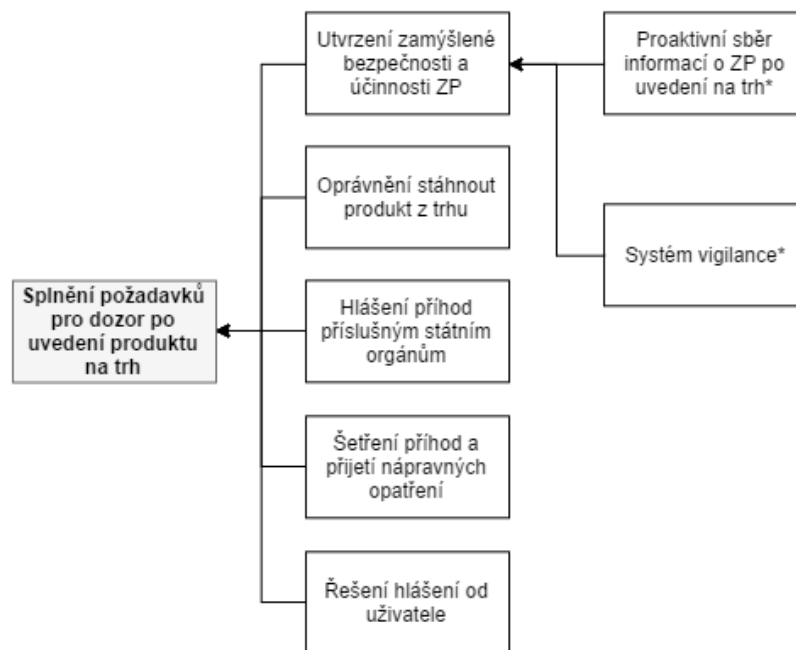 Utvrzení zamýšlené
bezpečnosti a
účinnosti ZP
Proaktivní sběr
informací o ZP po
uvedení na trh*
Oprávnění stáhnout
produkt z trhu
Systém vigilance*
Splnění požadavků
pro dozor po
uvedení produktu
na trh
Hlášení příhod
příslušným státním
orgánům
Šetření příhod a
přijetí nápravných
opatření
Řešení hlášení od
uživatele